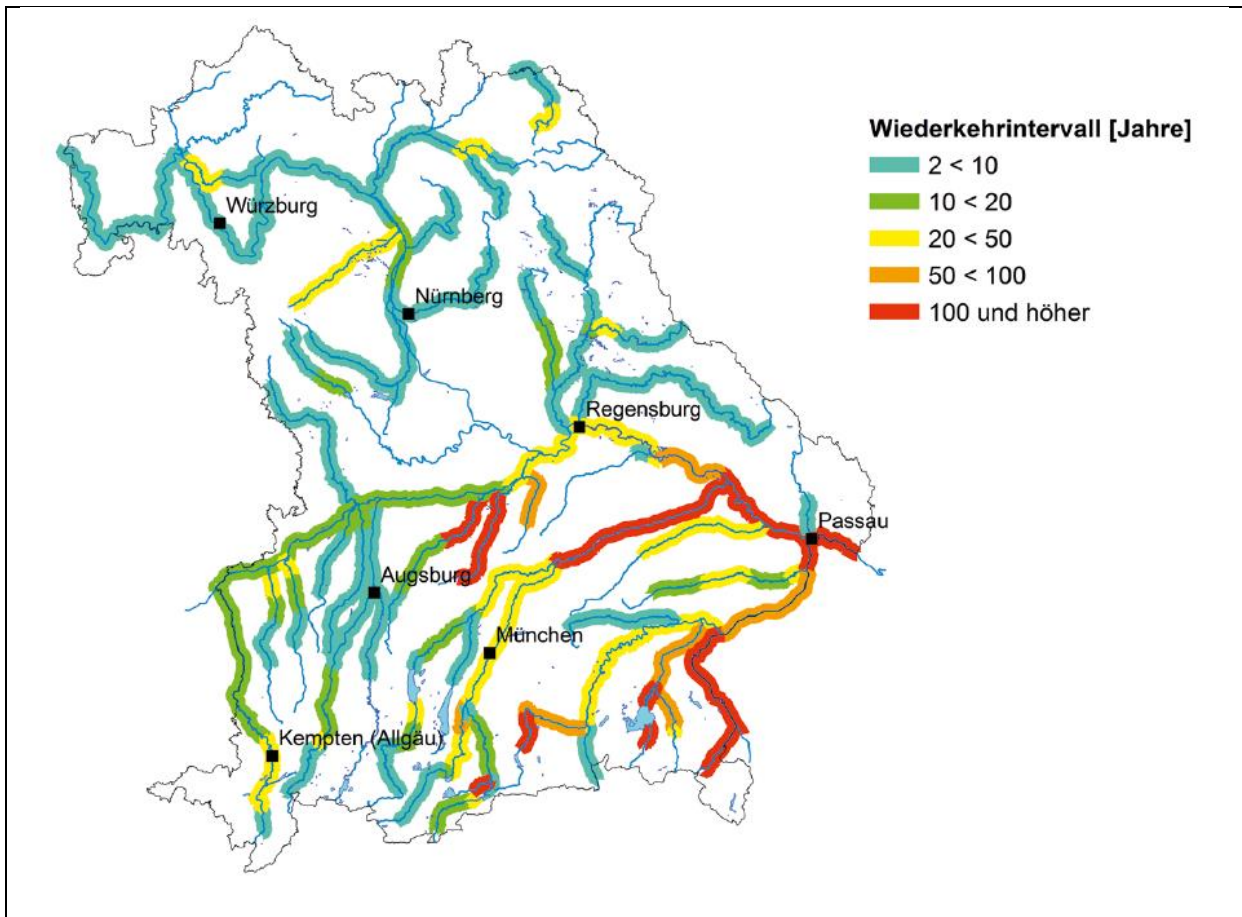 Wiederkehrintervall [Jahre]
2 < 10
10 < 20
20 < 50
50 < 100
100 und höher
Würzburg
Nürnberg
Regensburg
Passau
Augsburg
München
Kempten (Allgäu)